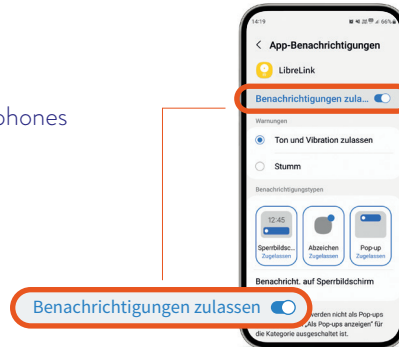 phones
14:19
66%
App-Benachrichtigungen
LibreLink
Benachrichtigungen zula...
Warnungen
Ton und Vibration zulassen
Stumm
Benachrichtigungstypen
12:45
Sperrbildsc...
Zugelassen
Abzeichen
Zugelassen
Pop-up
Zugelassen
Benachricht. auf Sperrbildschirm
Benachrichtigungen zulassen
werden nicht als Pop-ups
„Als Pop-ups anzeigen“ für
die Kategorie ausgeschaltet ist.